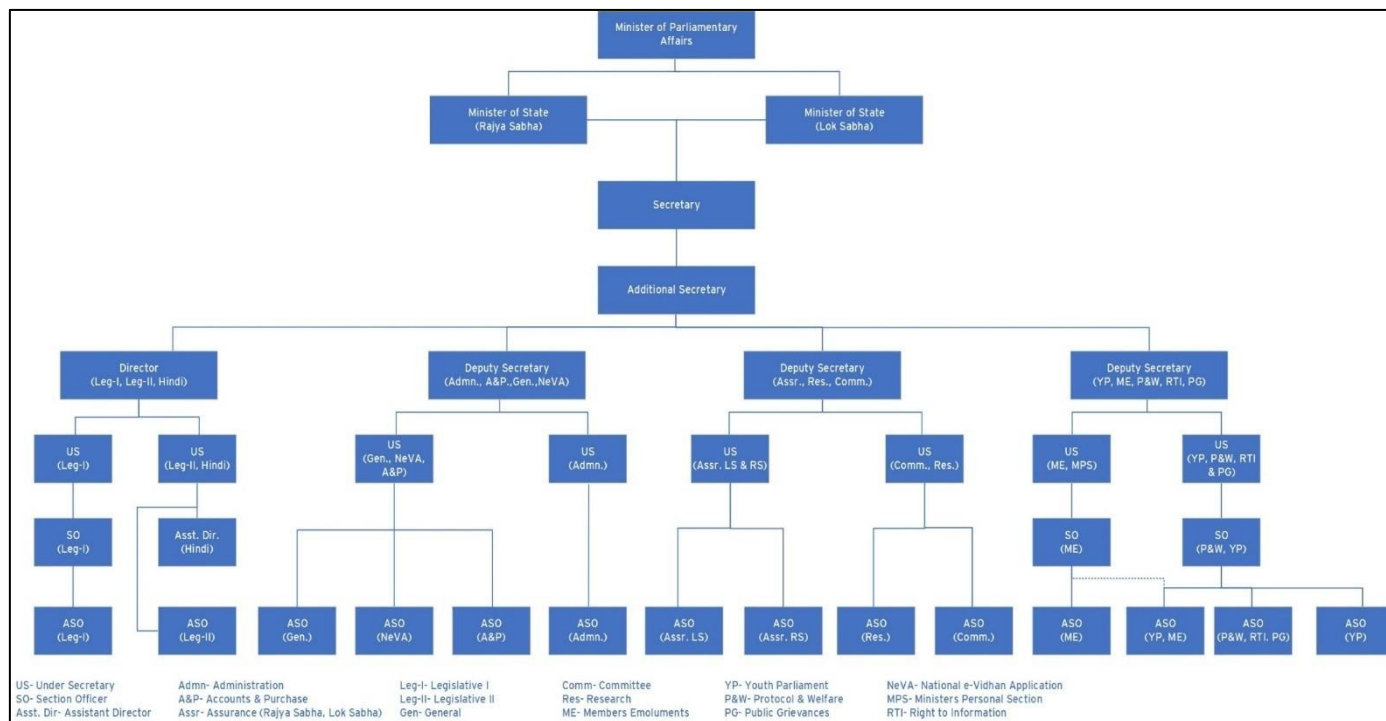 Minister of Parliamentary
Affairs
Minister of State
(Rajya Sabha)
Minister of State
(Lok Sabha)
Secretary
Additional Secretary
Director
(Leg-I, Leg-II, Hindi)
Deputy Secretary
(Admn., A&P.,Gen.,NeVA)
Deputy Secretary
(Assr., Res., Comm.)
Deputy Secretary
(YP, ME, P&W, RTI, PG)
US
(Leg-I)
US
(Leg-II, Hindi)
US
(Gen., NeVA,
A&P)
US
(Admn.)
US
(Assr. LS & RS)
US
(Comm., Res.)
US
(ME, MPS)
US
(YP, P&W, RTI
& PG)
SO
(Leg-I)
Asst. Dir.
(Hindi)
SO
(ME)
SO
(P&W, YP)
ASO
(Leg-I)
ASO
(Leg-II)
ASO
(Gen.)
ASO
(NeVA)
ASO
(A&P)
ASO
(Admn.)
ASO
(Assr. LS)
ASO
(Assr. RS)
ASO
(Res.)
ASO
(Comm.)
ASO
(ME)
ASO
(YP, ME)
ASO
(P&W, RTI. PG)
ASO
(YP)
US- Under Secretary
SO- Section Officer
Asst. Dir- Assistant Director
Admn- Administration
A&P- Accounts & Purchase
Assr- Assurance (Rajya Sabha, Lok Sabha)
Leg-I- Legislative I
Leg-II- Legislative II
Gen- General
Comm- Committee
Res- Research
ME- Members Emoluments
YP- Youth Parliament
P&W- Protocol & Welfare
PG- Public Grievances
NeVA- National e-Vidhan Application
MPS- Ministers Personal Section
RTI- Right to Information